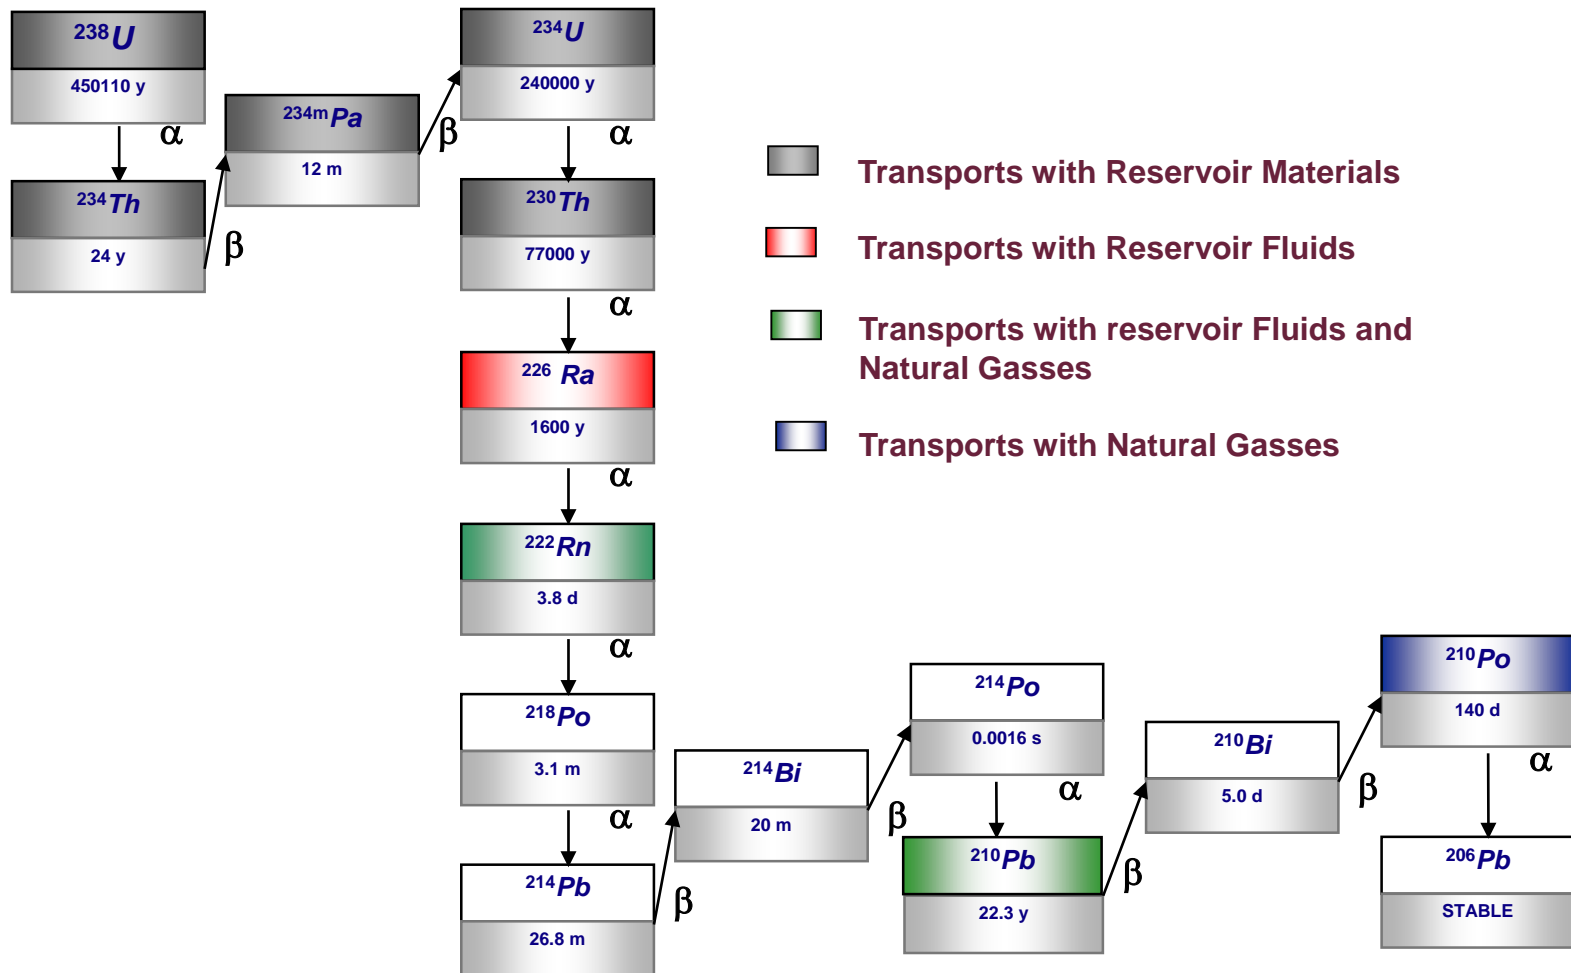 238U
450110 y
α
234Th
24 y
β
234mPa
12 m
β
234U
240000 y
α
230Th
77000 y
α
226 Ra
1600 y
α
222Rn
3.8 d
α
218Po
3.1 m
α
214Pb
26.8 m
β
214Bi
20 m
β
214Po
0.0016 s
α
210Pb
22.3 y
β
210Bi
5.0 d
β
210Po
140 d
α
206Pb
STABLE
Transports with Reservoir Materials
Transports with Reservoir Fluids
Transports with reservoir Fluids and
Natural Gasses
Transports with Natural Gasses